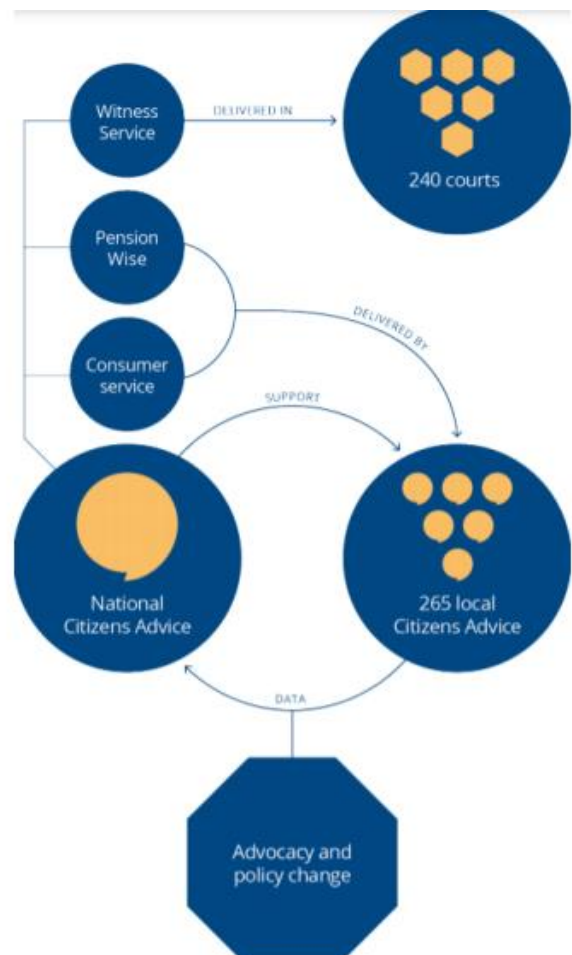 Witness
Service
DELIVERED IN
240 courts
Pension
Wise
DELIVERED BY
Consumer
service
SUPPORT
National
Citizens Advice
265 local
Citizens Advice
DATA
Advocacy and
policy change